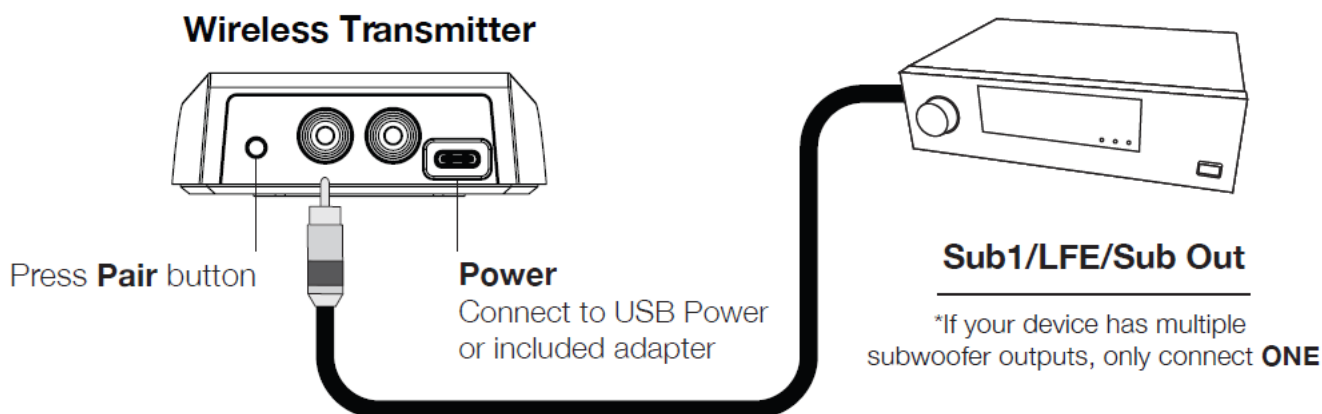 Wireless Transmitter
Press Pair button
Power
Connect to USB Power
or included adapter
Sub1/LFE/Sub Out
*If your device has multiple
subwoofer outputs, only connect ONE